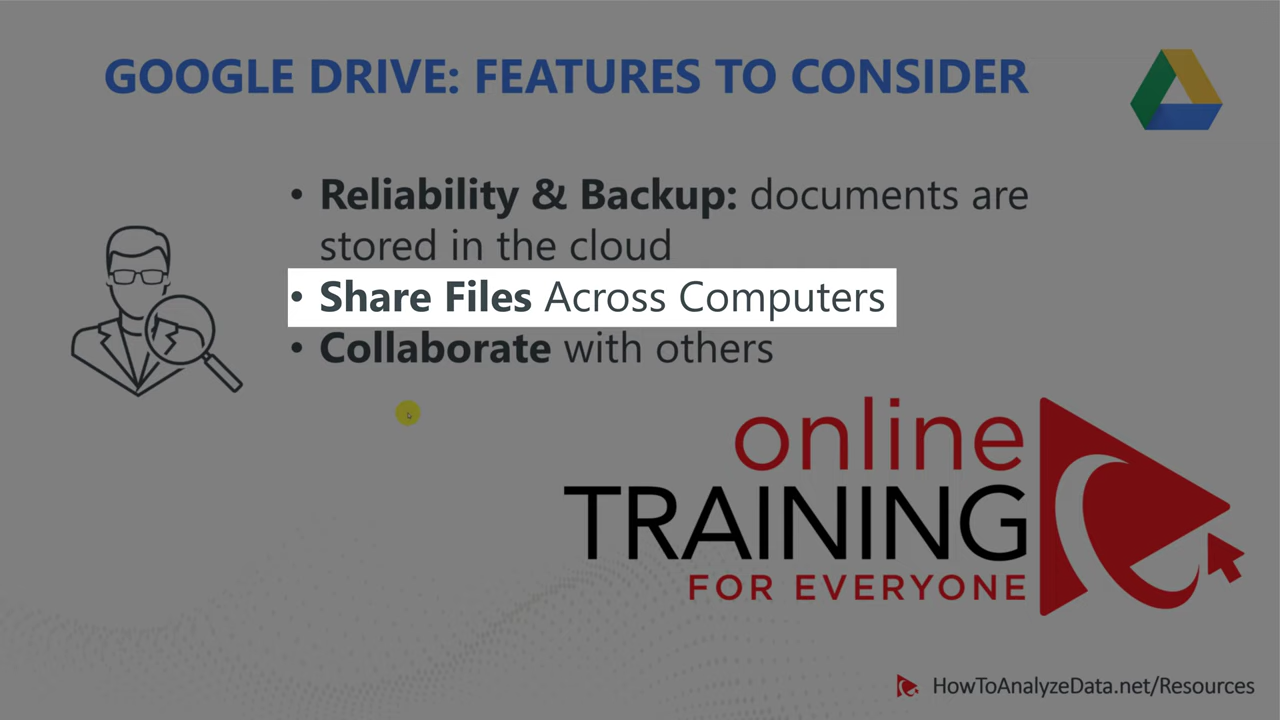 GOOGLE DRIVE: FEATURES TO CONSIDER
• Reliability & Backup: documents are
stored in the cloud
• Share Files Across Computers
• Collaborate with others
online
TRAINING
FOR EVERYONE
HowToAnalyzeData.net/Resources